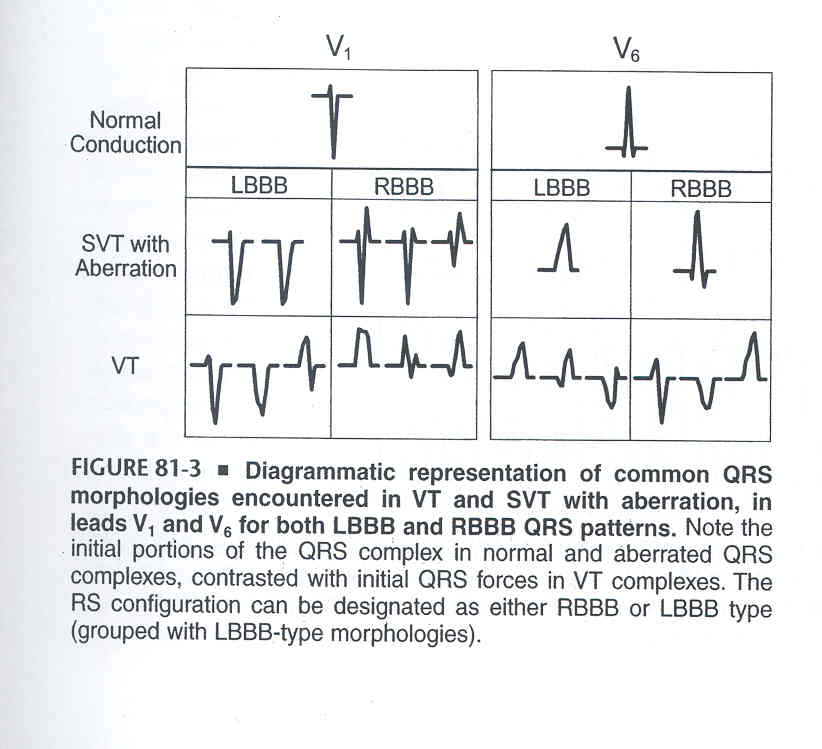 V1 V6
Normal
Conduction
LBBB RBBB LBBB RBBB
SVT with
Aberration
VT
FIGURE 81-3 ■ Diagrammatic representation of common QRS
morphologies encountered in VT and SVT with aberration, in
leads V1 and V6 for both LBBB and RBBB QRS patterns. Note the
initial portions of the QRS complex in normal and aberrated QRS
complexes, contrasted with initial QRS forces in VT complexes. The
RS configuration can be designated as either RBBB or LBBB type
(grouped with LBBB-type morphologies).